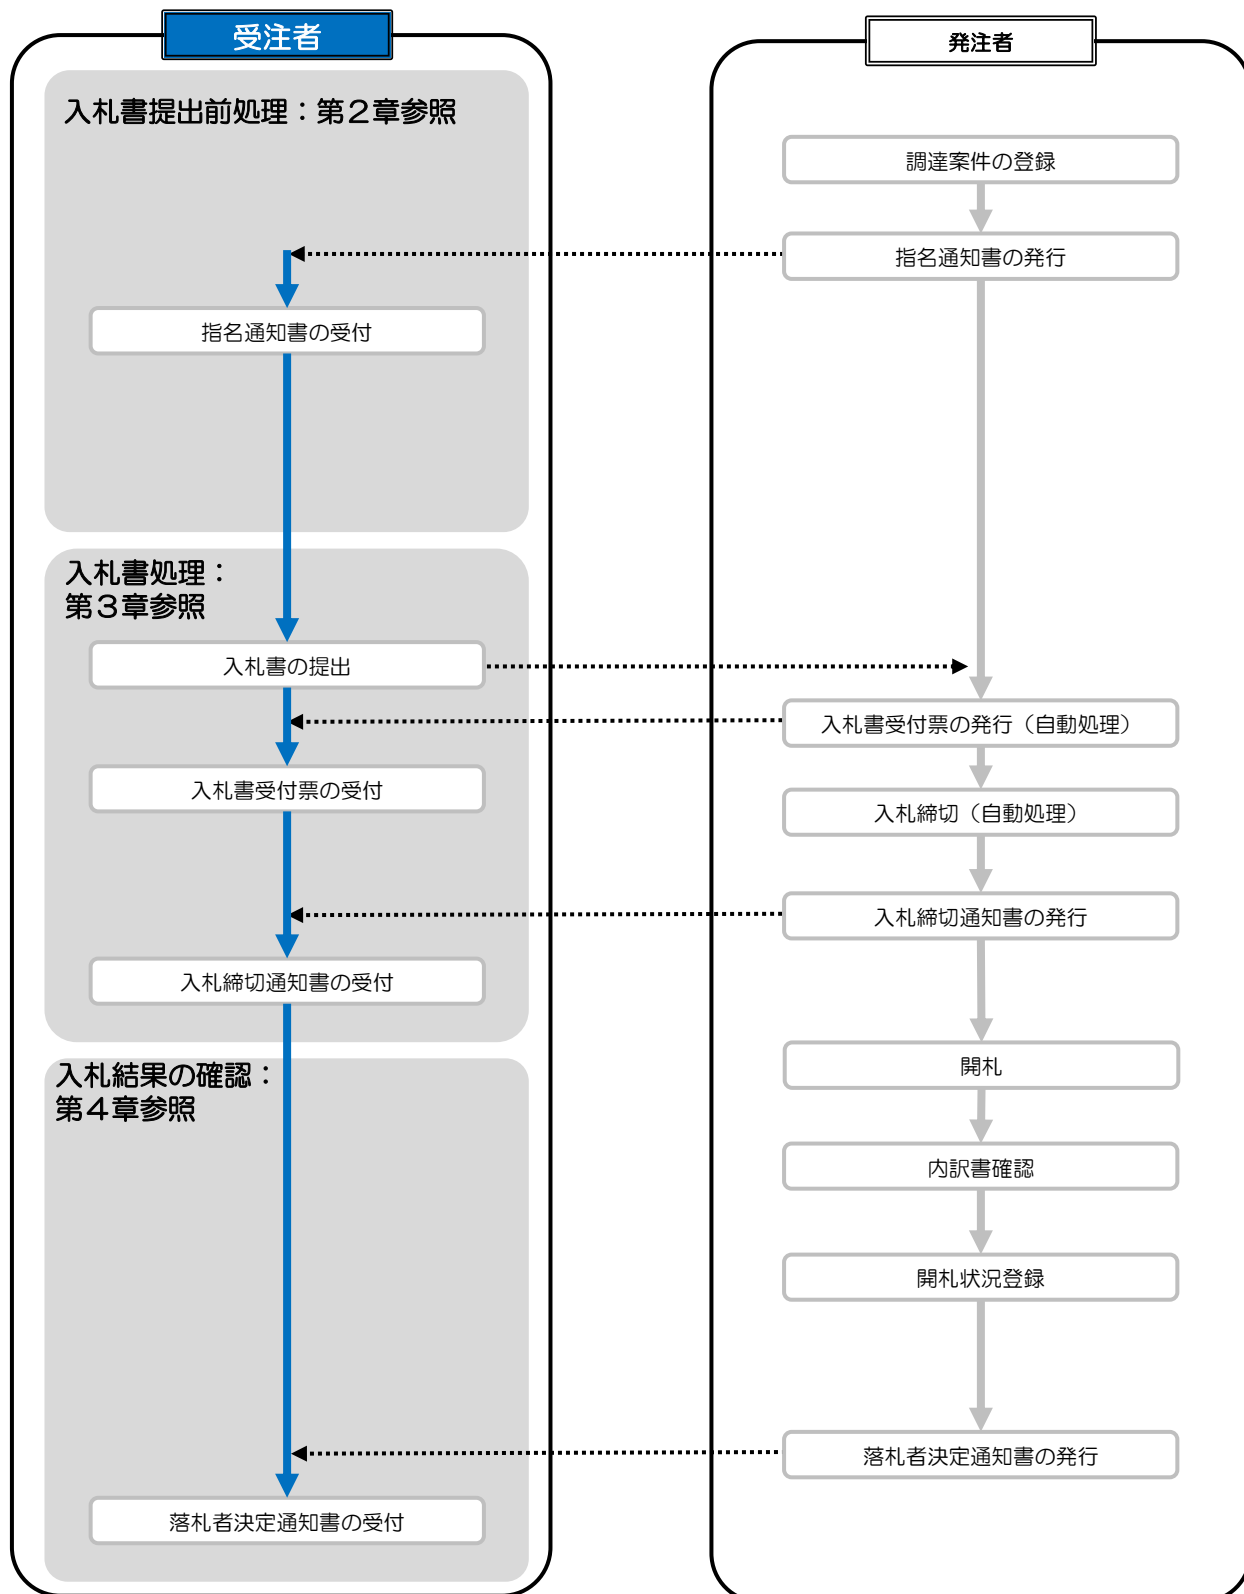 受注者
入札書提出前処理：第２章参照
指名通知書の受付
入札書処理：
第３章参照
入札書の提出
入札書受付票の受付
入札締切通知書の受付
入札結果の確認：
第４章参照
落札者決定通知書の受付
発注者
調達案件の登録
指名通知書の発行
入札書受付票の発行（自動処理）
入札締切（自動処理）
入札締切通知書の発行
開札
内訳書確認
開札状況登録
落札者決定通知書の発行